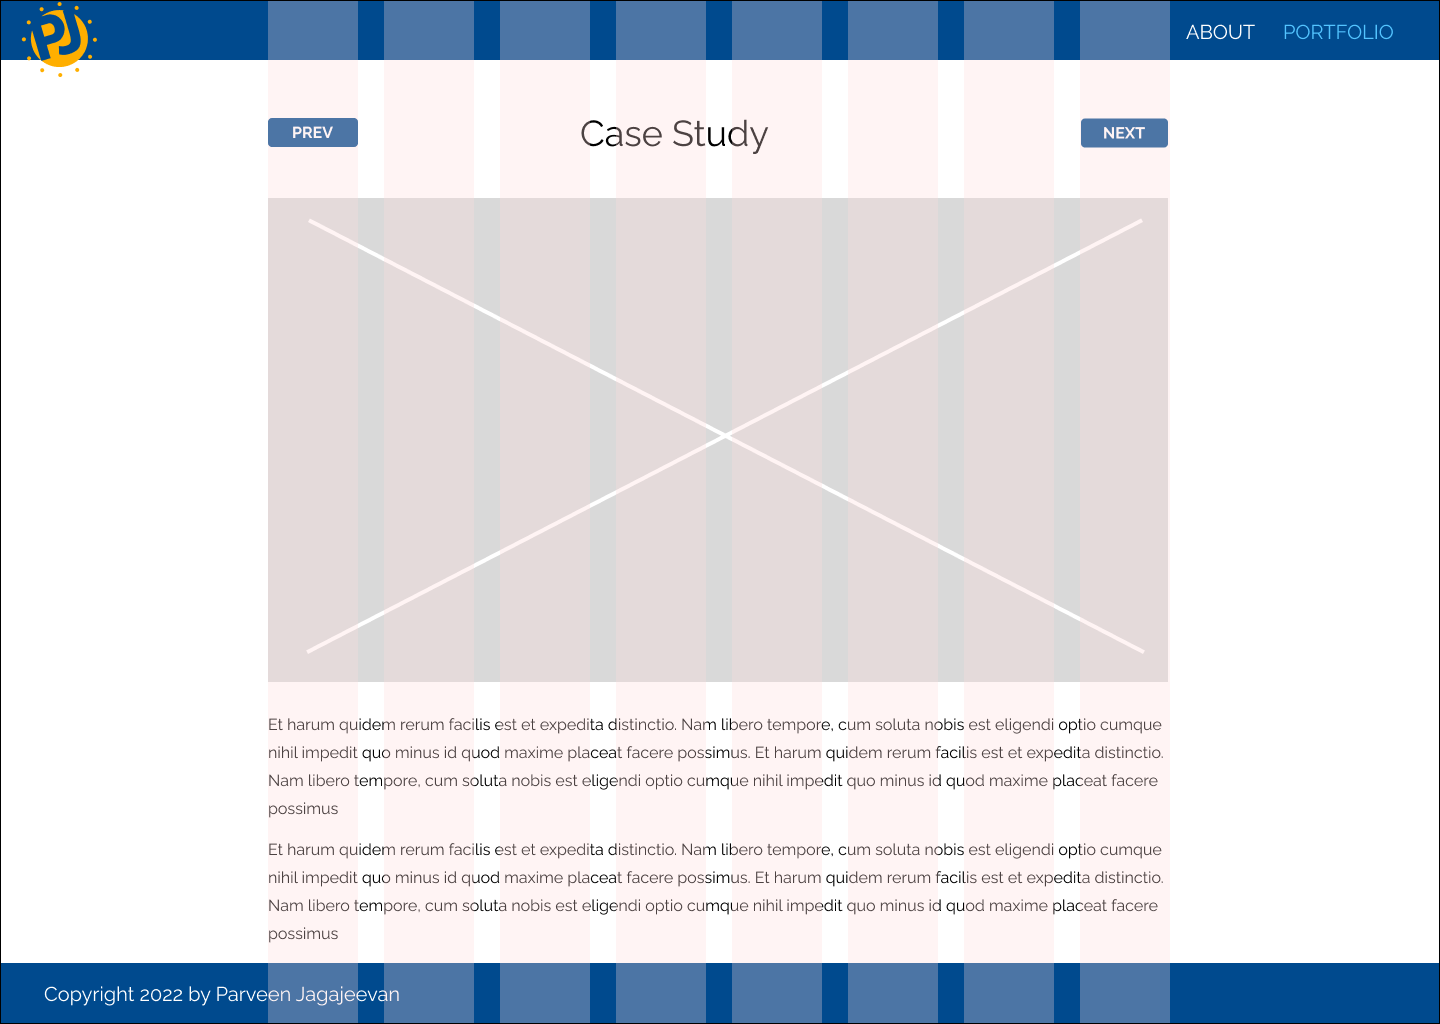 PJ
ABOUT PORTFOLIO
PREV
Case Study
NEXT
Et harum quidem rerum facilis est et expedita distinctio. Nam libero tempore, cum soluta nobis est eligendi optio cumque
nihil impedit quo minus id quod maxime placeat facere possimus. Et harum quidem rerum facilis est et expedita distinctio.
Nam libero tempore, cum soluta nobis est eligendi optio cumque nihil impedit quo minus id quod maxime placeat facere
possimus
Et harum quidem rerum facilis est et expedita distinctio. Nam libero tempore, cum soluta nobis est eligendi optio cumque
nihil impedit quo minus id quod maxime placeat facere possimus. Et harum quidem rerum facilis est et expedita distinctio.
Nam libero tempore, cum soluta nobis est eligendi optio cumque nihil impedit quo minus id quod maxime placeat facere
possimus
Copyright 2022 by Parveen Jagajeevan